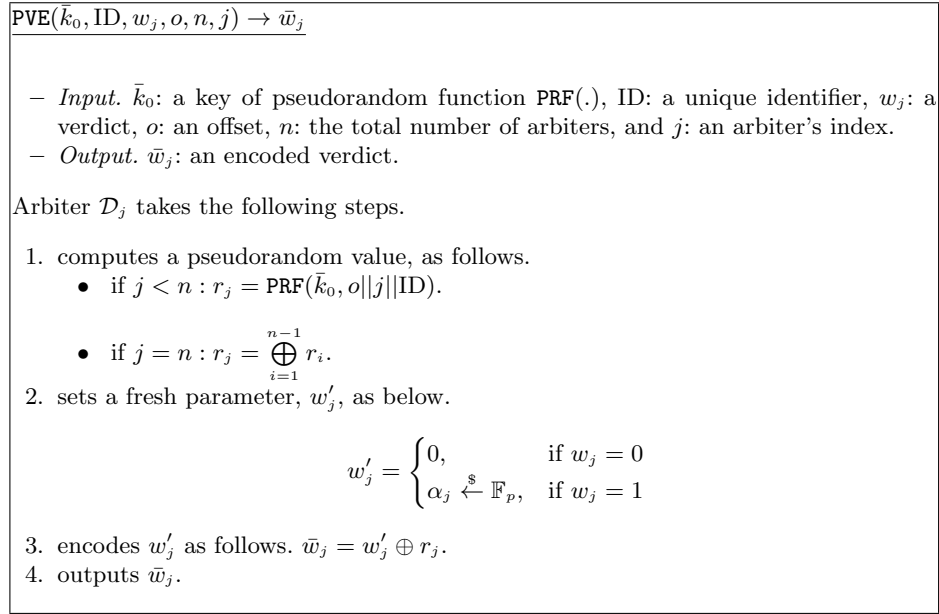 PVE(k̄₀, ID, wⱼ, o, n, j) → w̄ⱼ
– Input. k̄₀: a key of pseudorandom function PRF(.), ID: a unique identifier, wⱼ: a
verdict, o: an offset, n: the total number of arbiters, and j: an arbiter's index.
– Output. w̄ⱼ: an encoded verdict.
Arbiter 𝒟ⱼ takes the following steps.
1. computes a pseudorandom value, as follows.
• if j < n : rⱼ = PRF(k̄₀, o||j||ID).
• if j = n : rⱼ = ⨁ᵢ₌₁ⁿ⁻¹ rᵢ.
2. sets a fresh parameter, w′ⱼ, as below.
w′ⱼ = { 0, if wⱼ = 0
αⱼ ←$ 𝔽ₚ, if wⱼ = 1
3. encodes w′ⱼ as follows. w̄ⱼ = w′ⱼ ⊕ rⱼ.
4. outputs w̄ⱼ.